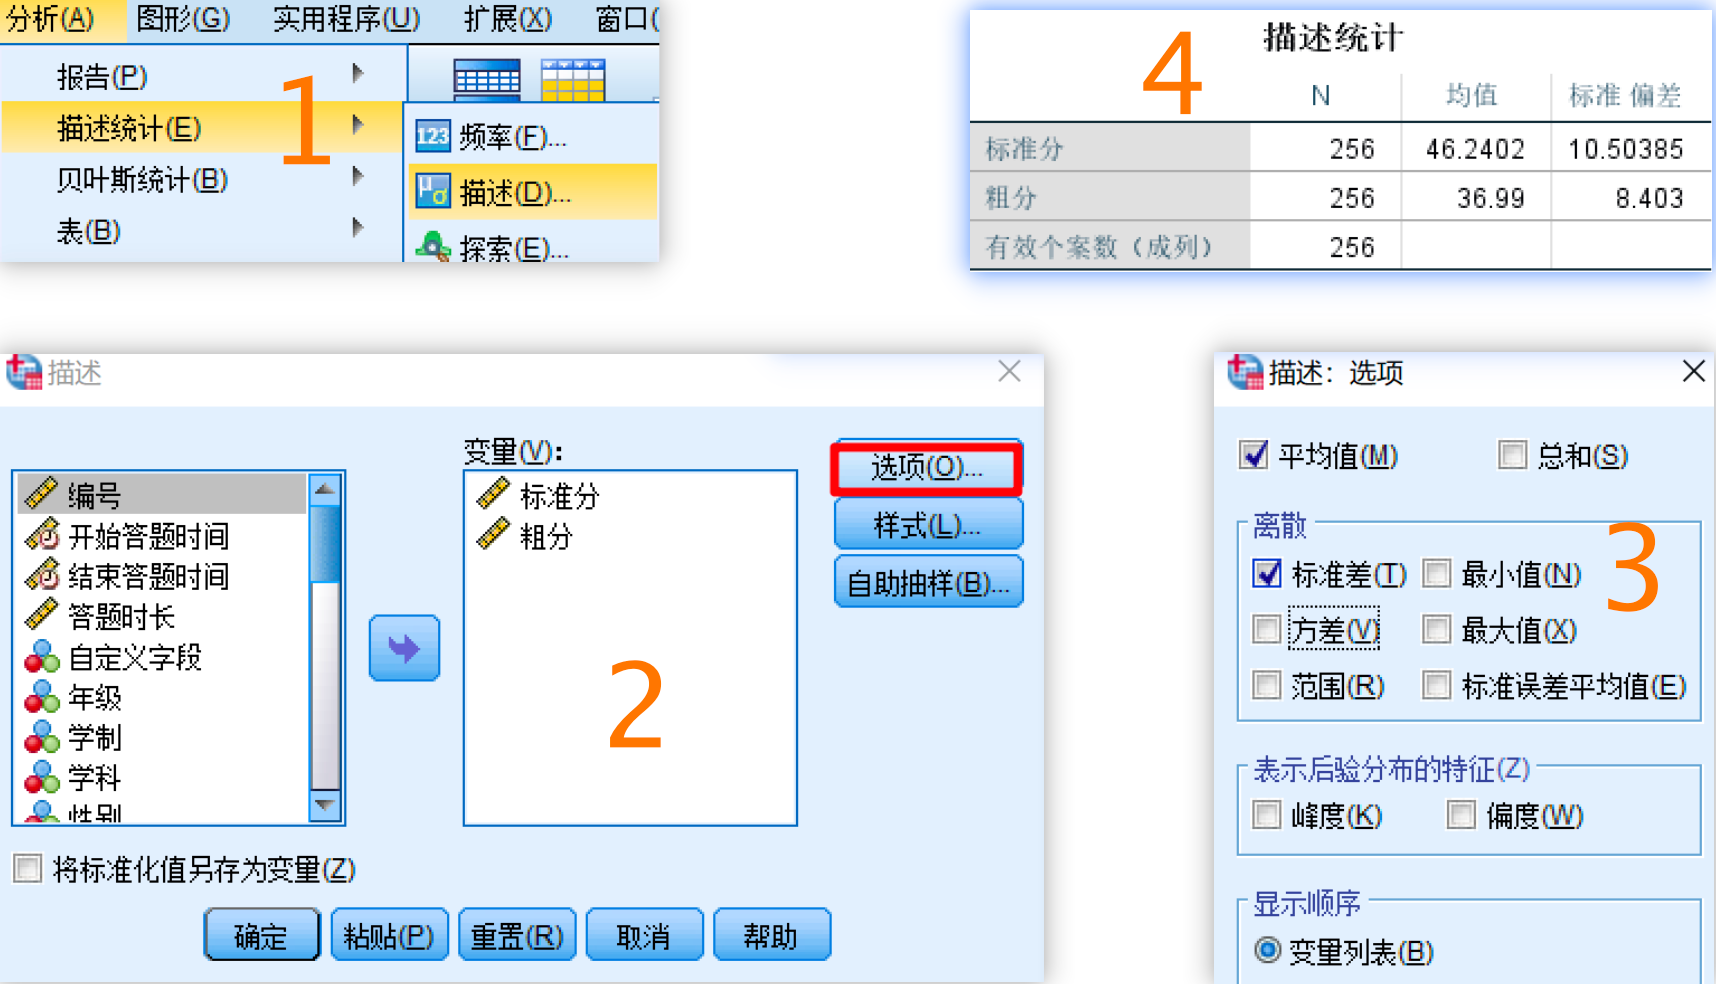 分析(A) 图形(G) 实用程序(U) 扩展(X) 窗口(
报告(P)
描述统计(E)
贝叶斯统计(B)
表(B)
1
123 频率(F)...
描述(D)...
探索(E)...
4
描述统计
N 均值 标准 偏差
标准分 256 46.2402 10.50385
粗分 256 36.99 8.403
有效个案数（成列） 256
描述
变量(V):
编号
开始答题时间
结束答题时间
答题时长
自定义字段
年级
学制
学科
性别
标准分
粗分
2
选项(O)...
样式(L)...
自助抽样(B)...
将标准化值另存为变量(Z)
确定 粘贴(P) 重置(R) 取消 帮助
描述：选项
平均值(M) 总和(S)
离散
3
标准差(T) 最小值(N)
方差(V) 最大值(X)
范围(R) 标准误差平均值(E)
表示后验分布的特征(Z)
峰度(K) 偏度(W)
显示顺序
变量列表(B)